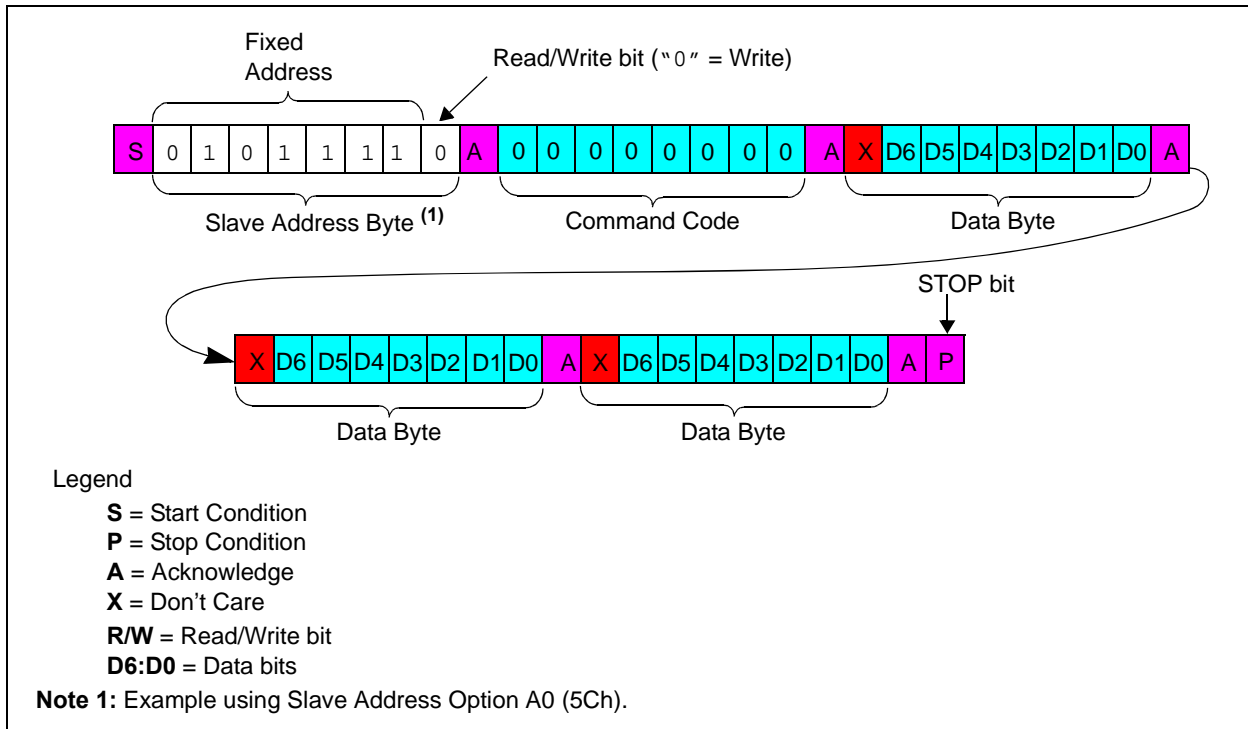 Fixed
Address
Read/Write bit (“0” = Write)
S 0 1 0 1 1 1 1 0 A 0 0 0 0 0 0 0 0 A X D6 D5 D4 D3 D2 D1 D0 A
Slave Address Byte (1) Command Code Data Byte
STOP bit
X D6 D5 D4 D3 D2 D1 D0 A X D6 D5 D4 D3 D2 D1 D0 A P
Data Byte Data Byte
Legend
S = Start Condition
P = Stop Condition
A = Acknowledge
X = Don't Care
R/W = Read/Write bit
D6:D0 = Data bits
Note 1: Example using Slave Address Option A0 (5Ch).